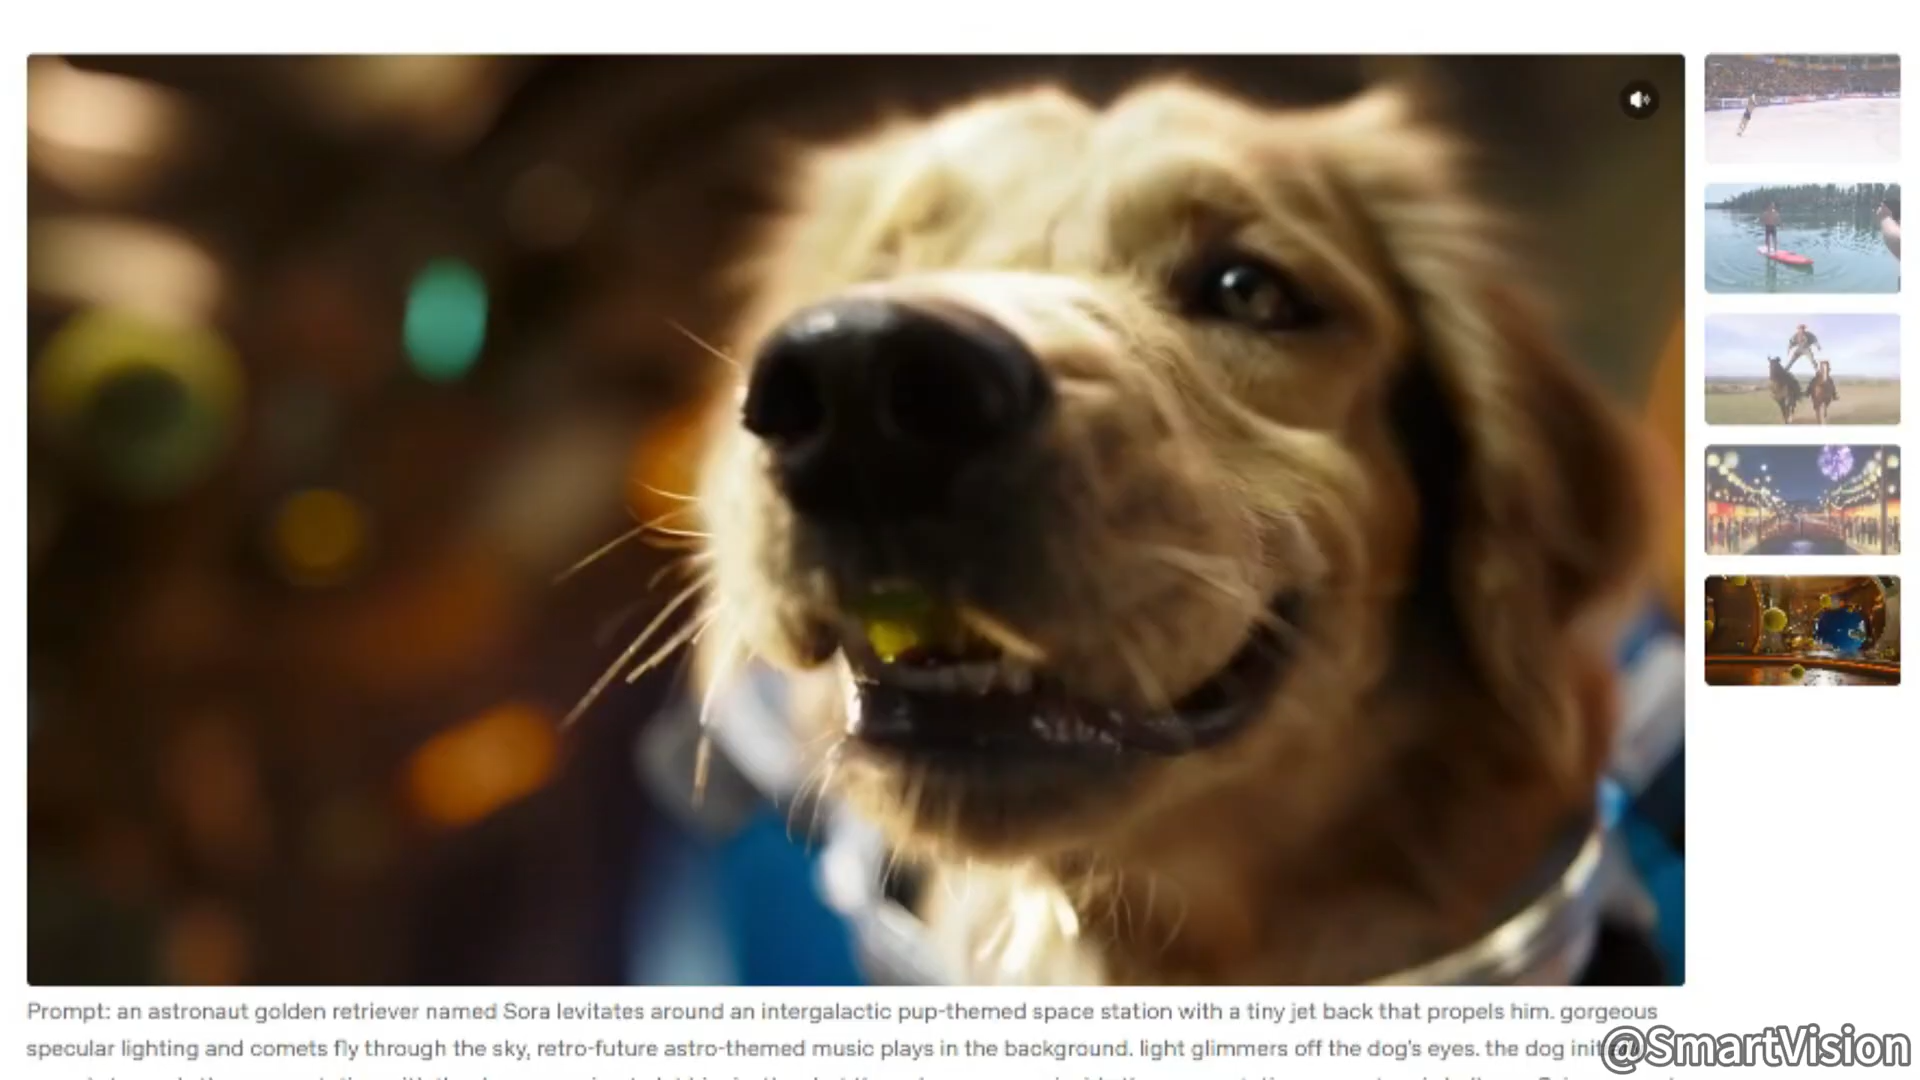 Prompt: an astronaut golden retriever named Sora levitates around an intergalactic pup-themed space station with a tiny jet back that propels him. gorgeous
specular lighting and comets fly through the sky, retro-future astro-themed music plays in the background. light glimmers off the dog's eyes. the dog
@SmartVision